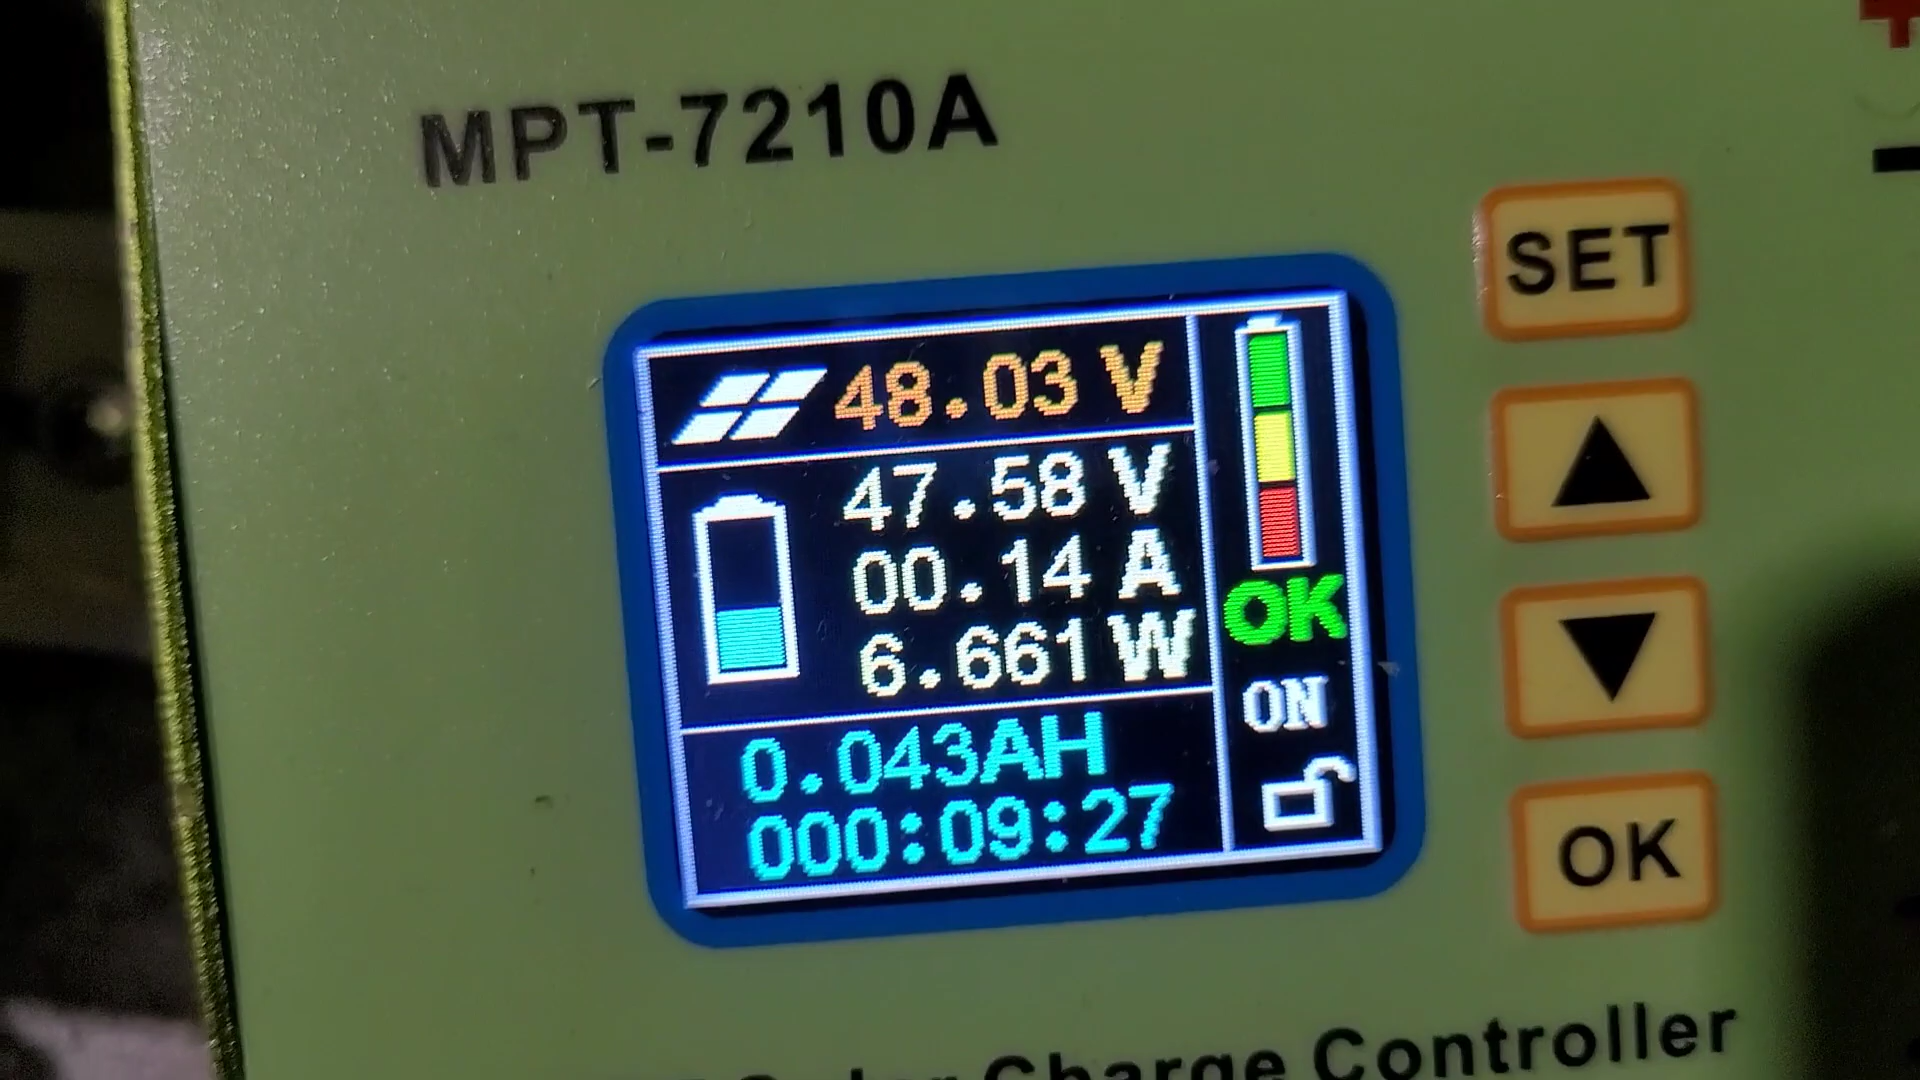 MPT-7210A
SET
48.03 V
47.58 V
00.14 A
6.661 W
OK
ON
0.043AH
000:09:27
OK
Solar Charge Controller